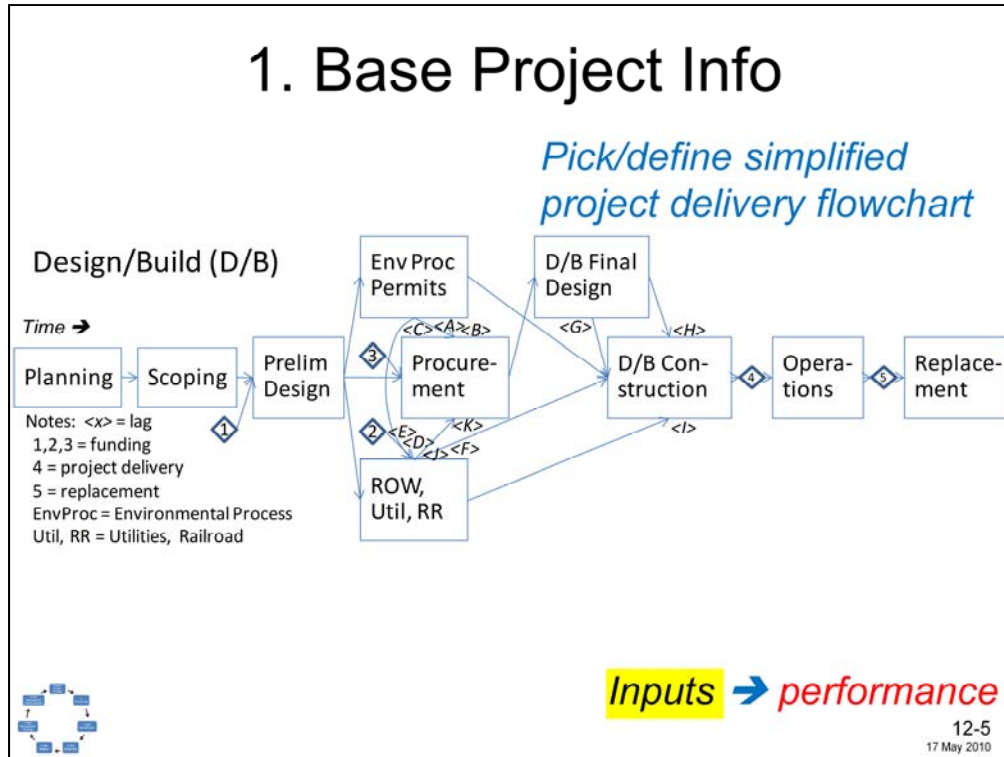 1. Base Project Info
Pick/define simplified
project delivery flowchart
Design/Build (D/B)
Time ➔
Env Proc
Permits
D/B Final
Design
<C>
<A>
<B>
<G>
<H>
Planning
Scoping
Prelim
Design
3
Procure-
ment
D/B Con-
struction
4
Opera-
tions
5
Replace-
ment
Notes: <x> = lag
1,2,3 = funding
4 = project delivery
5 = replacement
EnvProc = Environmental Process
Util, RR = Utilities, Railroad
1
2
<E>
<D>
<J>
<F>
<K>
<I>
ROW,
Util, RR
Inputs ➔ performance
12-5
17 May 2010